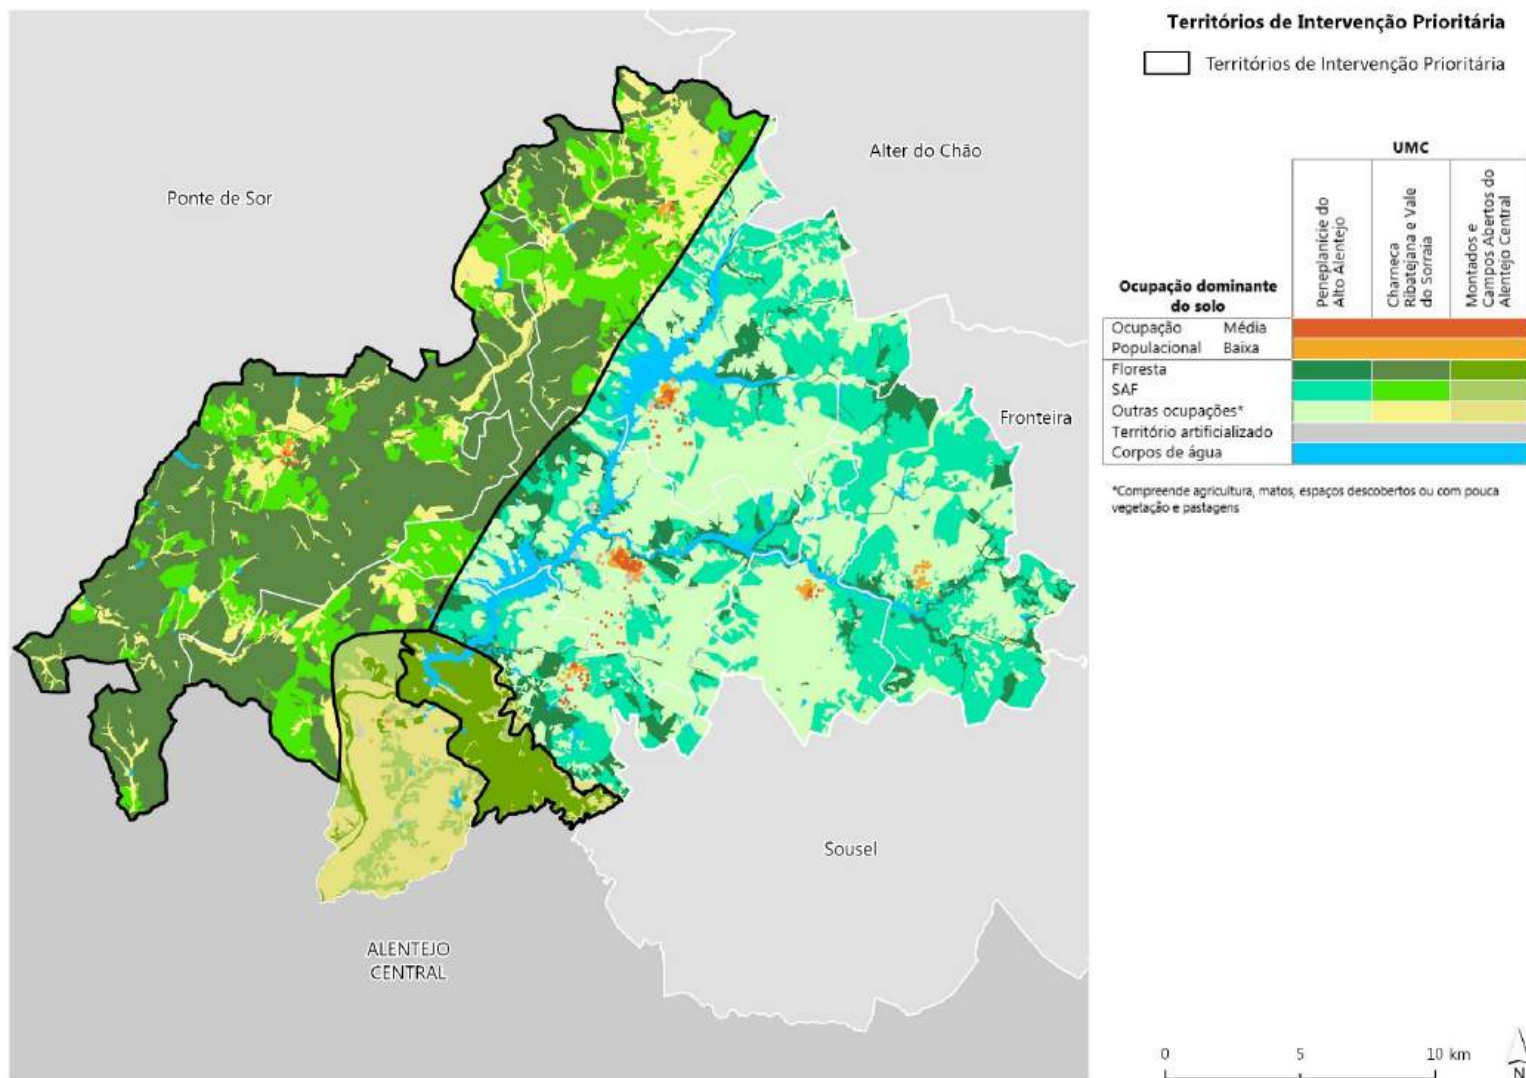 Territórios de Intervenção Prioritária
Territórios de Intervenção Prioritária
Alter do Chão
Ponte de Sor
Fronteira
Sousel
ALENTEJO
CENTRAL
UMC
Peneplanície do
Alto Alentejo
Charneca
Ribatejana e Vale
do Sorraia
Montados e
Campos Abertos do
Alentejo Central
Ocupação dominante
do solo
Ocupação Média
Populacional Baixa
Floresta
SAF
Outras ocupações*
Território artificializado
Corpos de água
*Compreende agricultura, matos, espaços descobertos ou com pouca
vegetação e pastagens
0 5 10 km
N